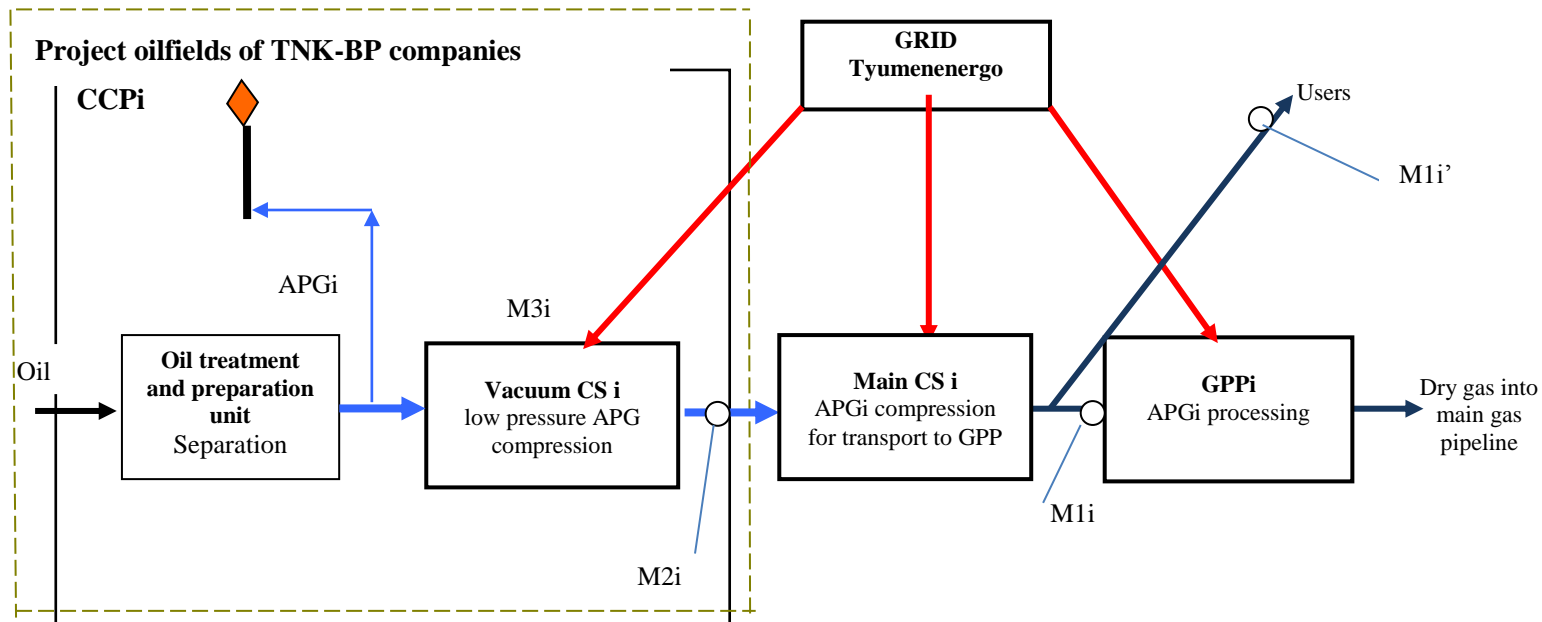 Project oilfields of TNK-BP companies
CCPi
GRID
Tyumenenergo
Users
M1i’
APGi
M3i
Oil
Oil treatment
and preparation
unit
Separation
Vacuum CS i
low pressure APG
compression
Main CS i
APGi compression
for transport to GPP
GPPi
APGi processing
Dry gas into
main gas
pipeline
M1i
M2i